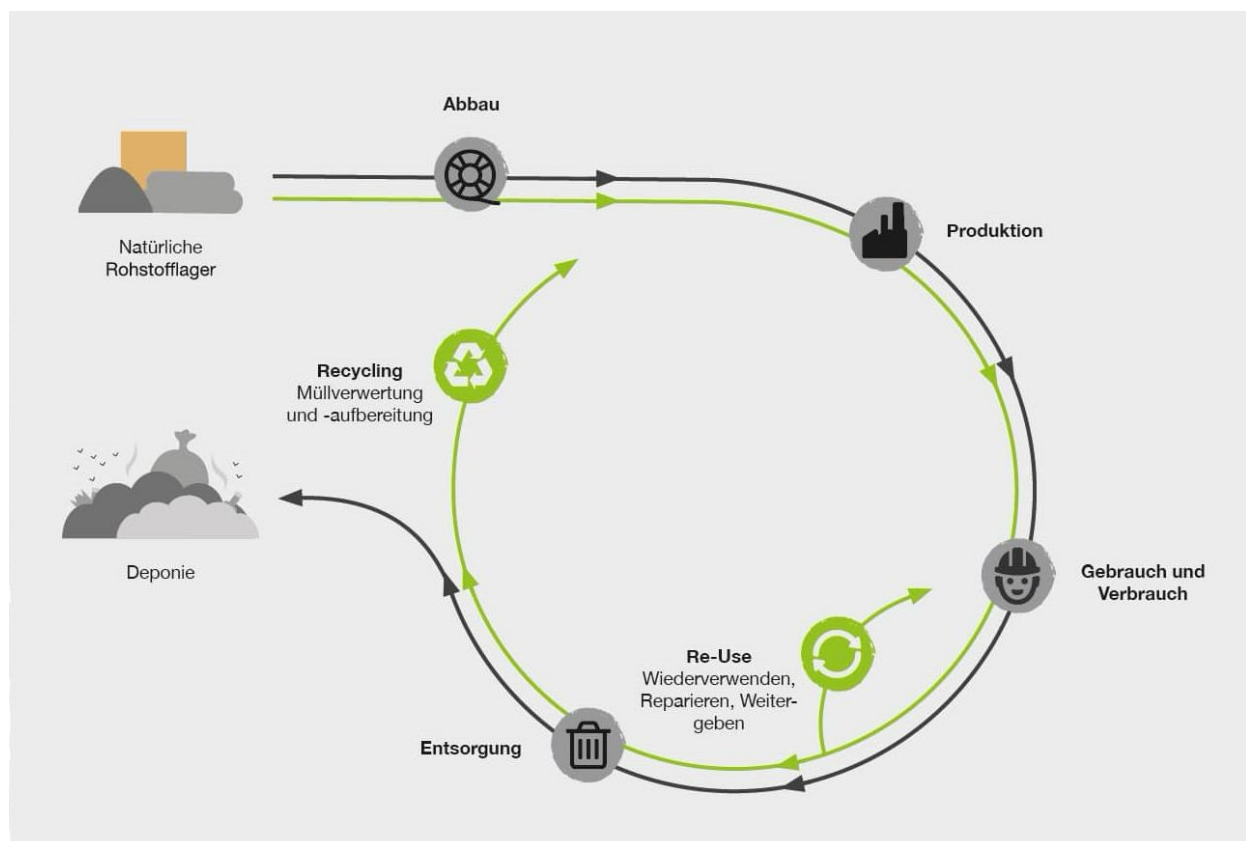 Abbau
Natürliche
Rohstofflager
Produktion
Recycling
Müllverwertung
und -aufbereitung
Deponie
Gebrauch und
Verbrauch
Re-Use
Wiederverwenden,
Reparieren, Weiter-
geben
Entsorgung